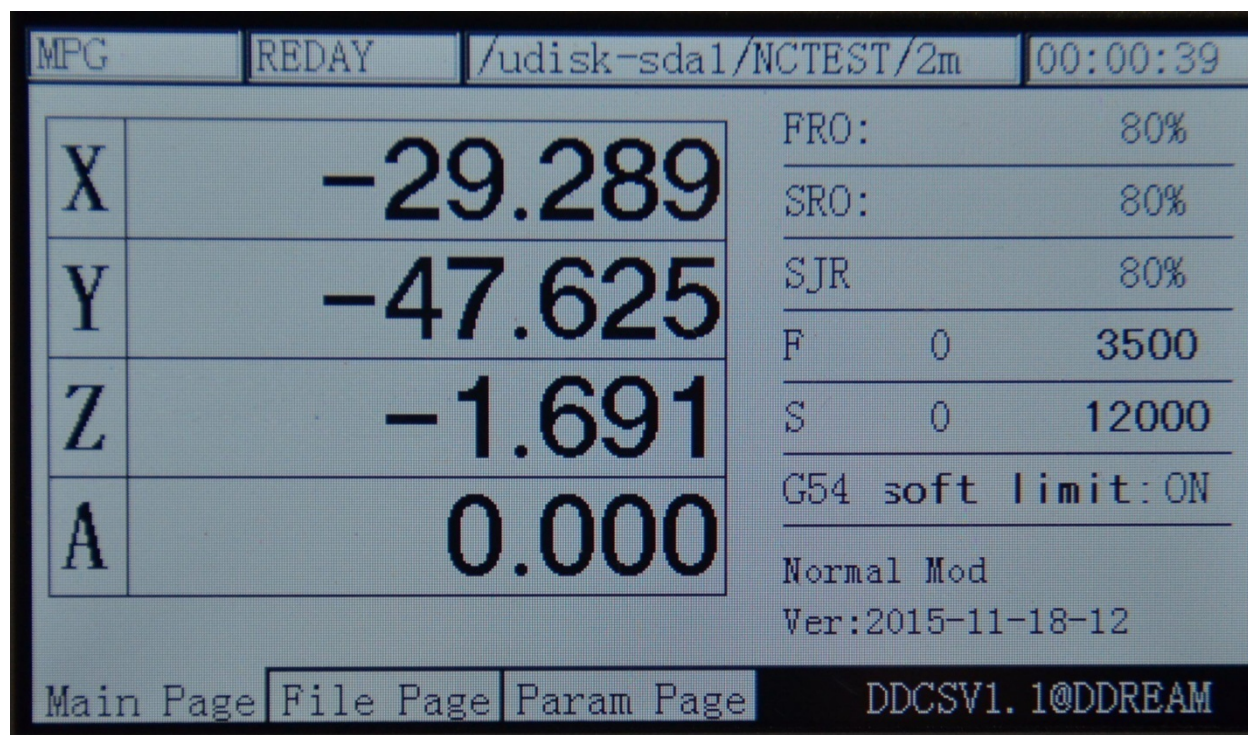 MPG REDAY /udisk-sda1/NCTEST/2m 00:00:39
X -29.289
Y -47.625
Z -1.691
A 0.000
FRO: 80%
SRO: 80%
SJR 80%
F 0 3500
S 0 12000
G54 soft limit:ON
Normal Mod
Ver:2015-11-18-12
Main Page File Page Param Page DDCSV1.1@DDREAM